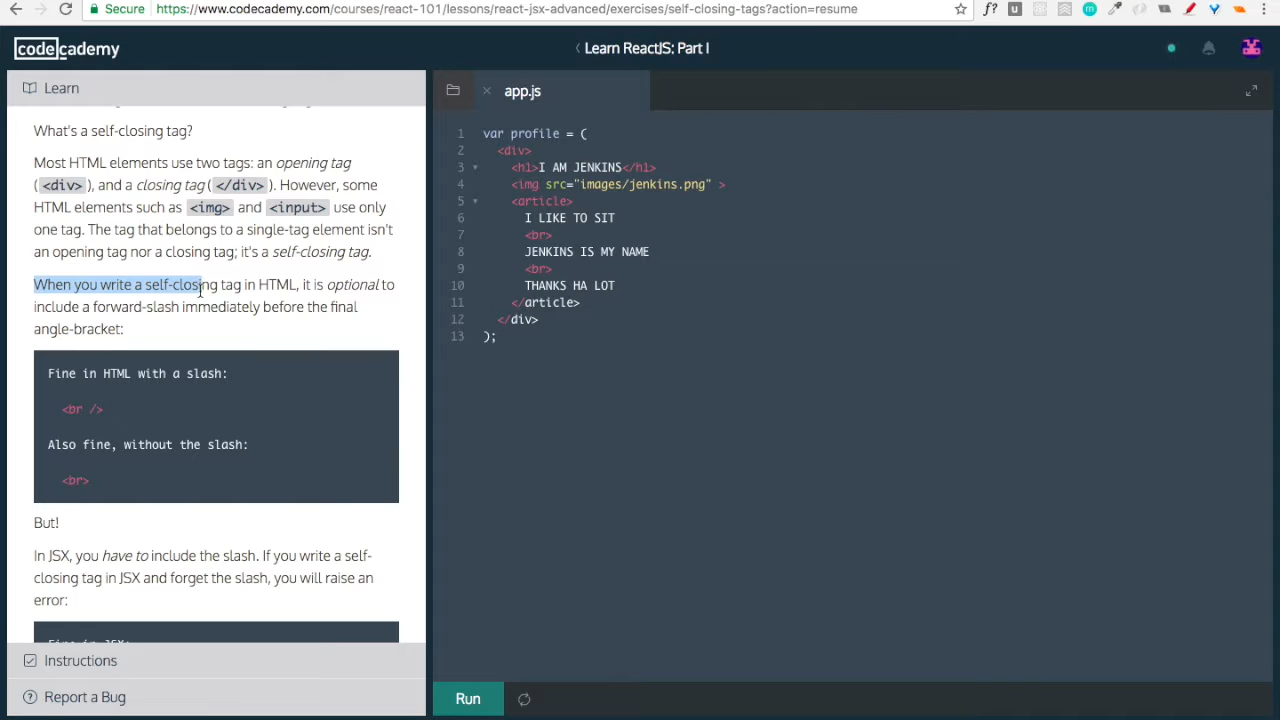 Secure https://www.codecademy.com/courses/react-101/lessons/react-jsx-advanced/exercises/self-closing-tags?action=resume
codecademy
Learn ReactJS: Part I
Learn
app.js
What's a self-closing tag?
Most HTML elements use two tags: an opening tag
(<div>), and a closing tag (</div>). However, some
HTML elements such as <img> and <input> use only
one tag. The tag that belongs to a single-tag element isn't
an opening tag nor a closing tag; it's a self-closing tag.
When you write a self-closing tag in HTML, it is optional to
include a forward-slash immediately before the final
angle-bracket:
Fine in HTML with a slash:
<br />
Also fine, without the slash:
<br>
But!
In JSX, you have to include the slash. If you write a self-
closing tag in JSX and forget the slash, you will raise an
error:
Fine in JSX:
Instructions
Report a Bug
1 var profile = (
2 <div>
3 <h1>I AM JENKINS</h1>
4 <img src="images/jenkins.png" >
5 <article>
6 I LIKE TO SIT
7 <br>
8 JENKINS IS MY NAME
9 <br>
10 THANKS HA LOT
11 </article>
12 </div>
13 );
Run